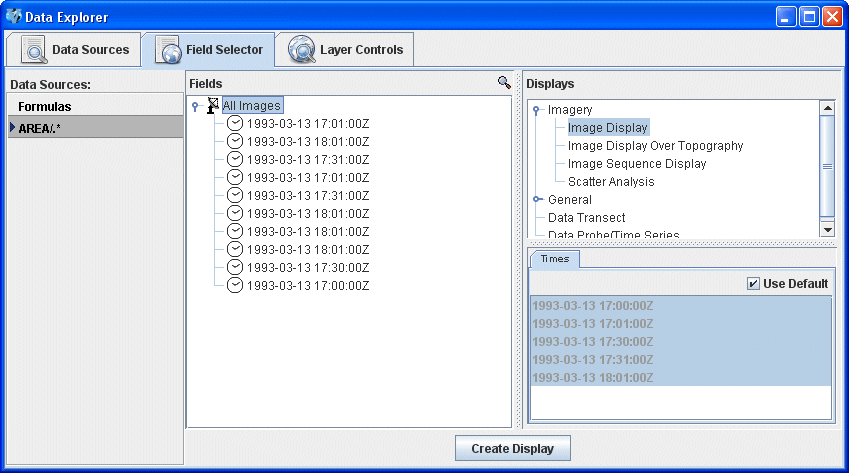 Data Explorer
Data Sources
Field Selector
Layer Controls
Data Sources:
Formulas
AREA/.*
Fields
All Images
1993-03-13 17:01:00Z
1993-03-13 18:01:00Z
1993-03-13 17:31:00Z
1993-03-13 17:01:00Z
1993-03-13 17:31:00Z
1993-03-13 18:01:00Z
1993-03-13 18:01:00Z
1993-03-13 18:01:00Z
1993-03-13 17:30:00Z
1993-03-13 17:00:00Z
Displays
Imagery
Image Display
Image Display Over Topography
Image Sequence Display
Scatter Analysis
General
Data Transect
Data Probe/Time Series
Times
Use Default
1993-03-13 17:00:00Z
1993-03-13 17:01:00Z
1993-03-13 17:30:00Z
1993-03-13 17:31:00Z
1993-03-13 18:01:00Z
Create Display